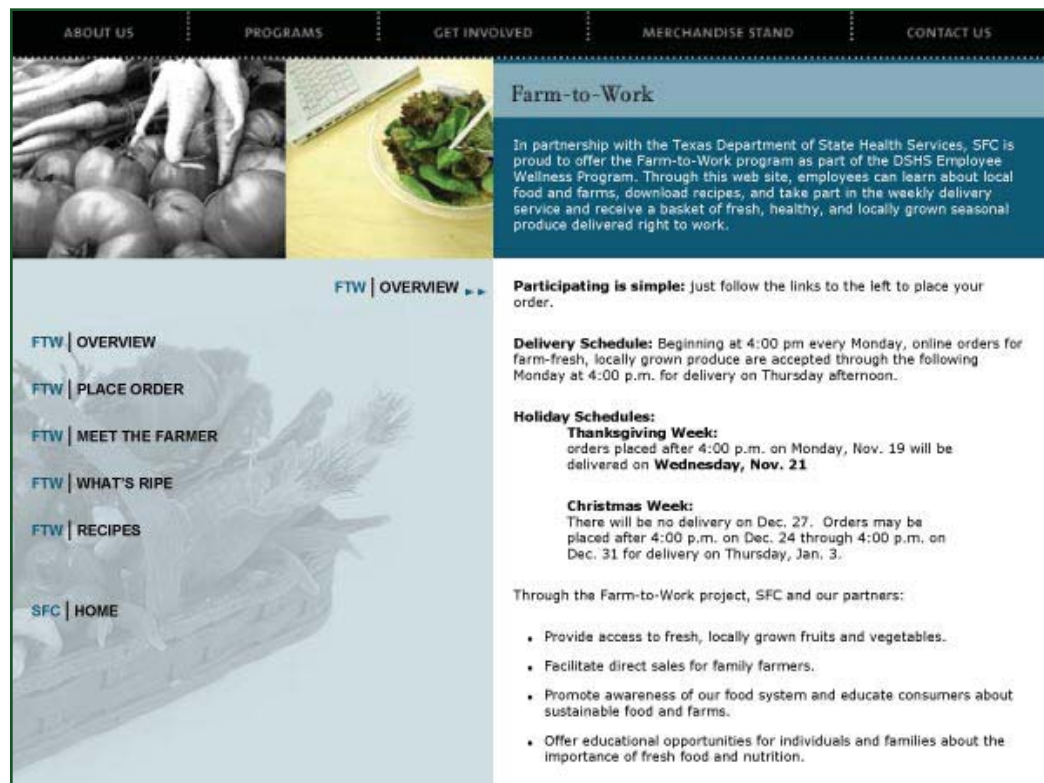 ABOUT US PROGRAMS GET INVOLVED MERCHANDISE STAND CONTACT US
Farm-to-Work
In partnership with the Texas Department of State Health Services, SFC is
proud to offer the Farm-to-Work program as part of the DSHS Employee
Wellness Program. Through this web site, employees can learn about local
food and farms, download recipes, and take part in the weekly delivery
service and receive a basket of fresh, healthy, and locally grown seasonal
produce delivered right to work.
FTW | OVERVIEW
FTW | OVERVIEW
FTW | PLACE ORDER
FTW | MEET THE FARMER
FTW | WHAT'S RIPE
FTW | RECIPES
SFC | HOME
Participating is simple: just follow the links to the left to place your
order.
Delivery Schedule: Beginning at 4:00 pm every Monday, online orders for
farm-fresh, locally grown produce are accepted through the following
Monday at 4:00 p.m. for delivery on Thursday afternoon.
Holiday Schedules:
Thanksgiving Week:
orders placed after 4:00 p.m. on Monday, Nov. 19 will be
delivered on Wednesday, Nov. 21
Christmas Week:
There will be no delivery on Dec. 27. Orders may be
placed after 4:00 p.m. on Dec. 24 through 4:00 p.m. on
Dec. 31 for delivery on Thursday, Jan. 3.
Through the Farm-to-Work project, SFC and our partners:
• Provide access to fresh, locally grown fruits and vegetables.
• Facilitate direct sales for family farmers.
• Promote awareness of our food system and educate consumers about
sustainable food and farms.
• Offer educational opportunities for individuals and families about the
importance of fresh food and nutrition.